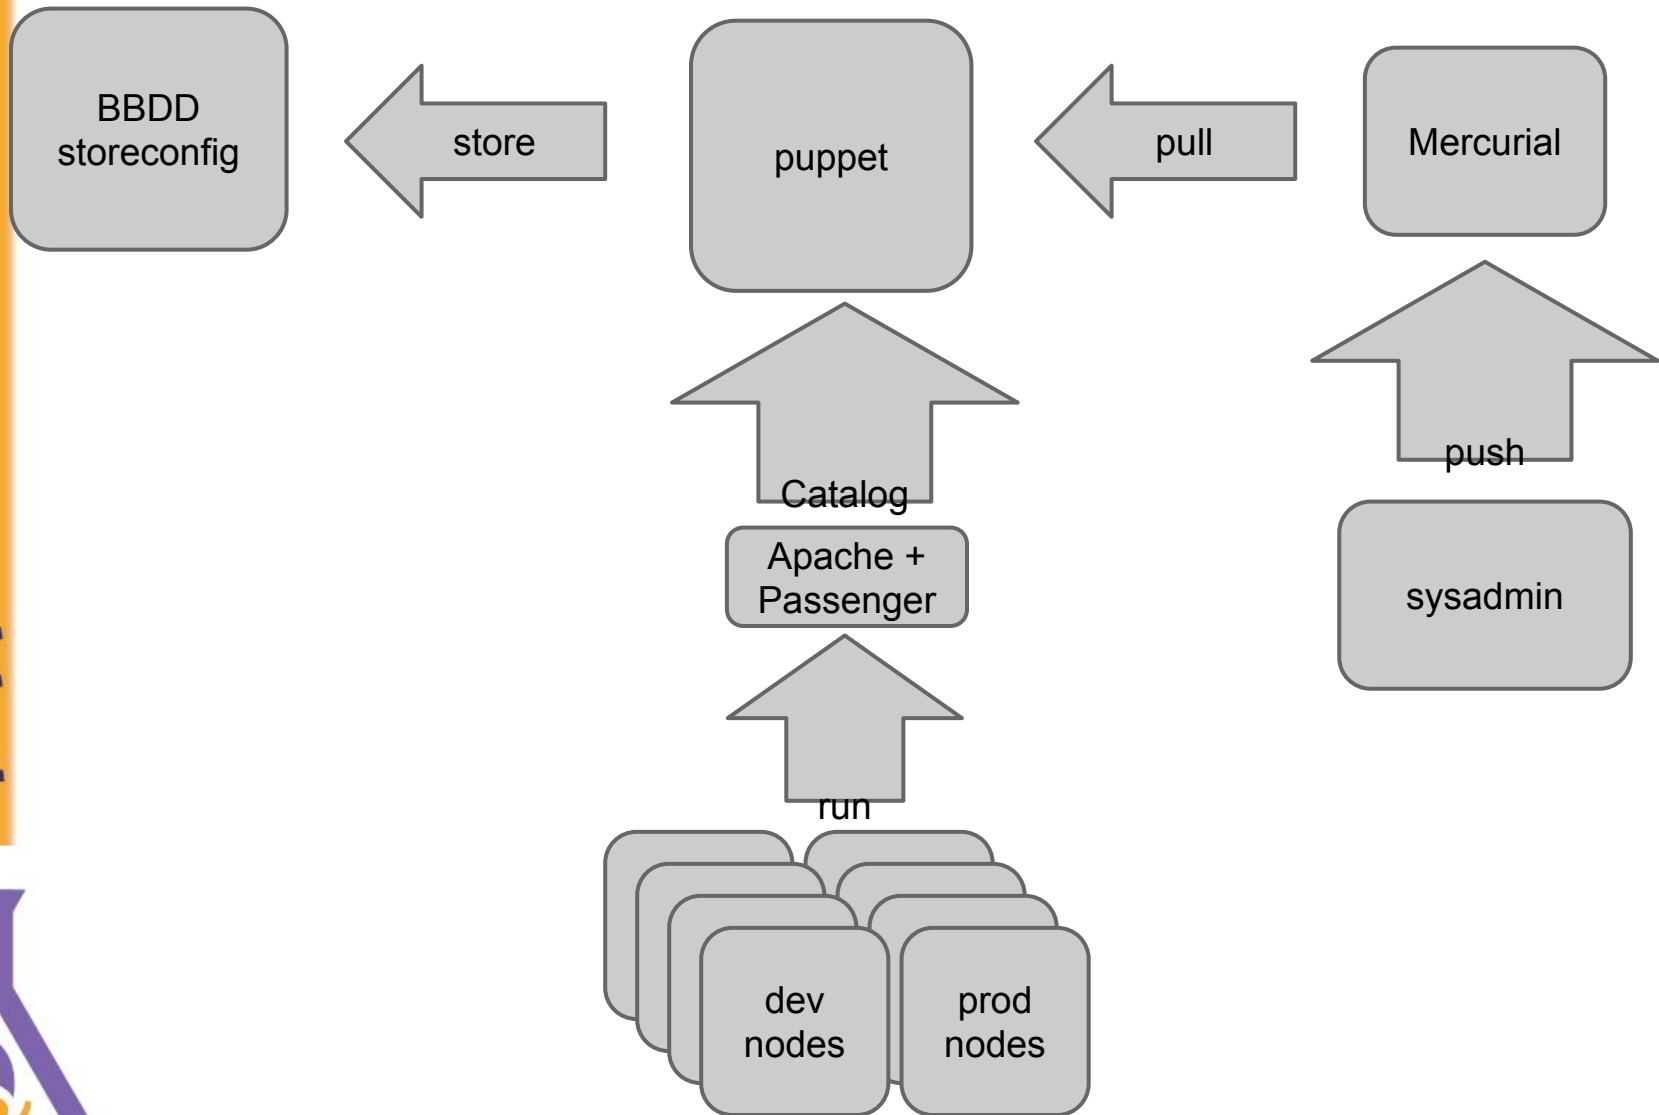 BBDD
storeconfig
store
puppet
pull
Mercurial
Catalog
push
Apache +
Passenger
sysadmin
run
dev
nodes
prod
nodes